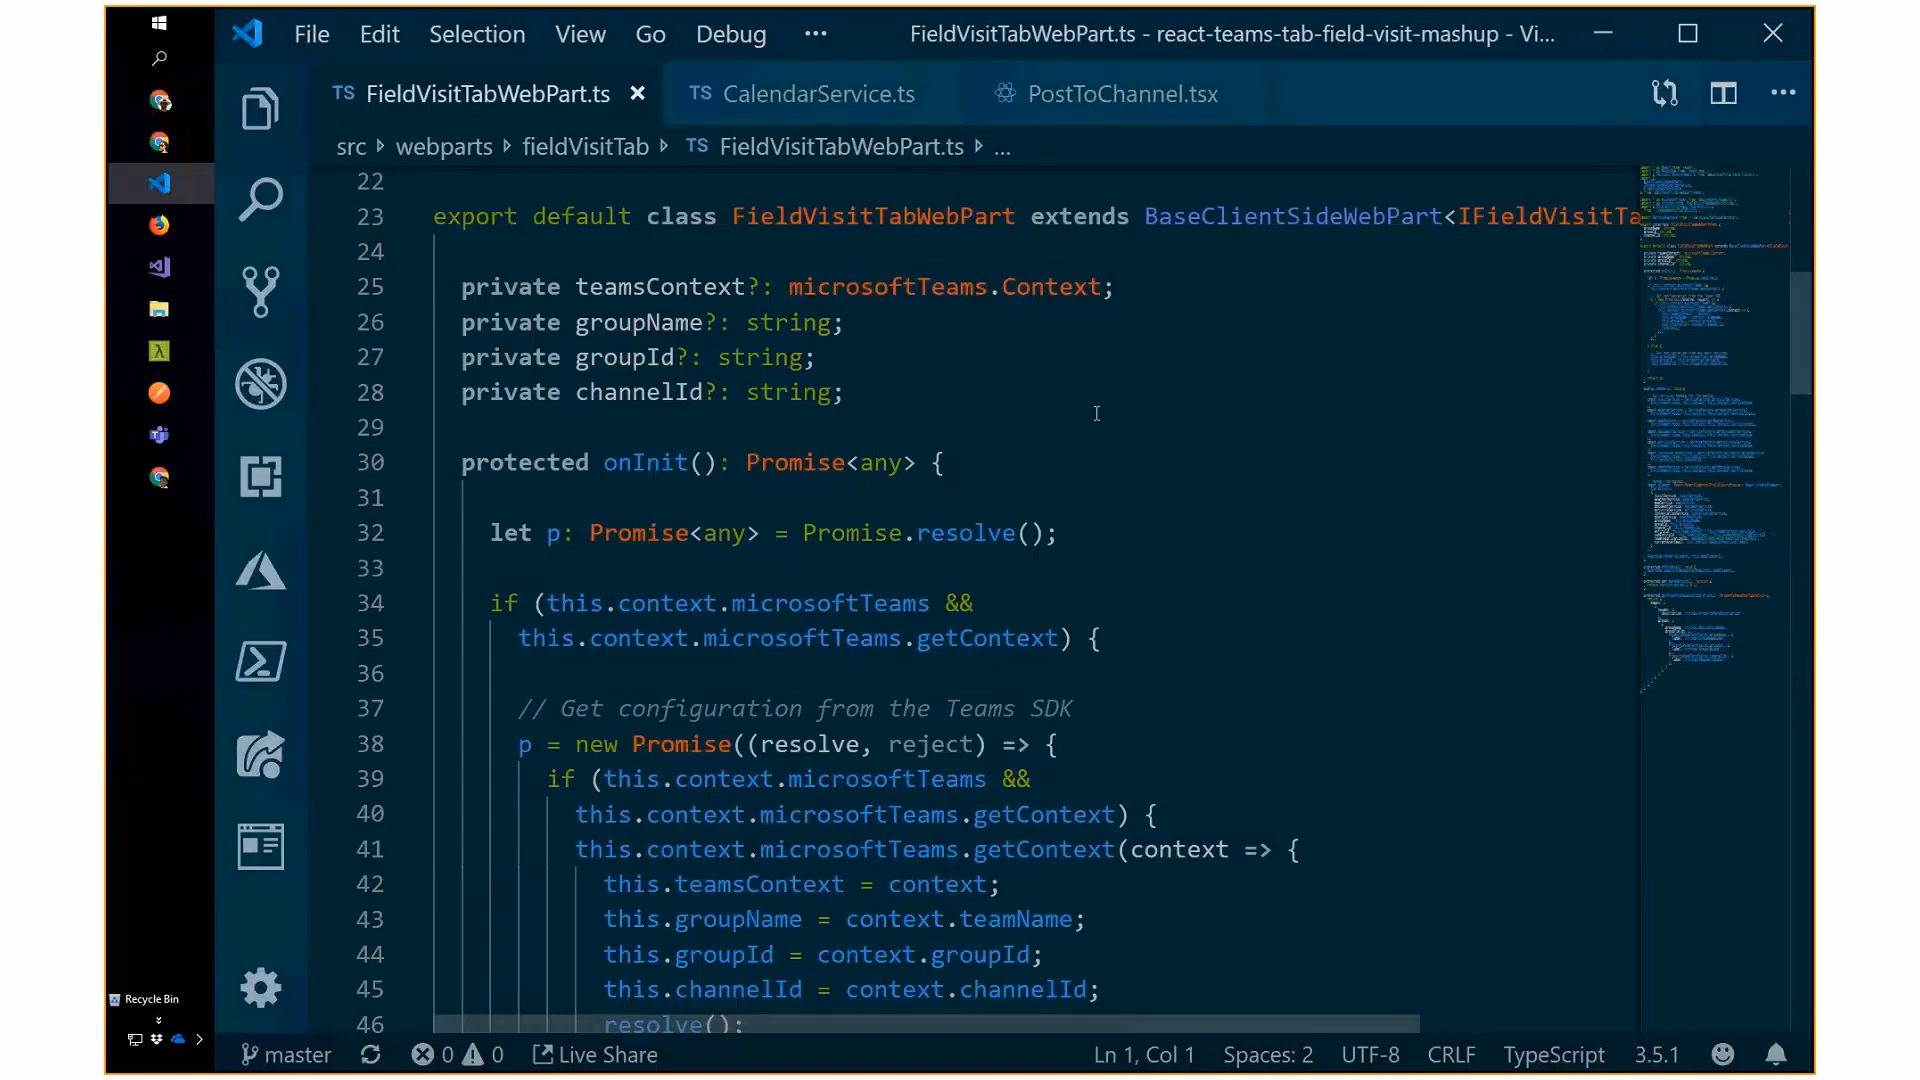 File Edit Selection View Go Debug ··· FieldVisitTabWebPart.ts - react-teams-tab-field-visit-mashup - Vi...
TS FieldVisitTabWebPart.ts × TS CalendarService.ts PostToChannel.tsx ···
src › webparts › fieldVisitTab › TS FieldVisitTabWebPart.ts › ...
22
23 export default class FieldVisitTabWebPart extends BaseClientSideWebPart<IFieldVisitTa
24
25 private teamsContext?: microsoftTeams.Context;
26 private groupName?: string;
27 private groupId?: string;
28 private channelId?: string;
29
30 protected onInit(): Promise<any> {
31
32 let p: Promise<any> = Promise.resolve();
33
34 if (this.context.microsoftTeams &&
35 this.context.microsoftTeams.getContext) {
36
37 // Get configuration from the Teams SDK
38 p = new Promise((resolve, reject) => {
39 if (this.context.microsoftTeams &&
40 this.context.microsoftTeams.getContext) {
41 this.context.microsoftTeams.getContext(context => {
42 this.teamsContext = context;
43 this.groupName = context.teamName;
44 this.groupId = context.groupId;
45 this.channelId = context.channelId;
46 resolve();
Recycle Bin
master 0 0 Live Share Ln 1, Col 1 Spaces: 2 UTF-8 CRLF TypeScript 3.5.1